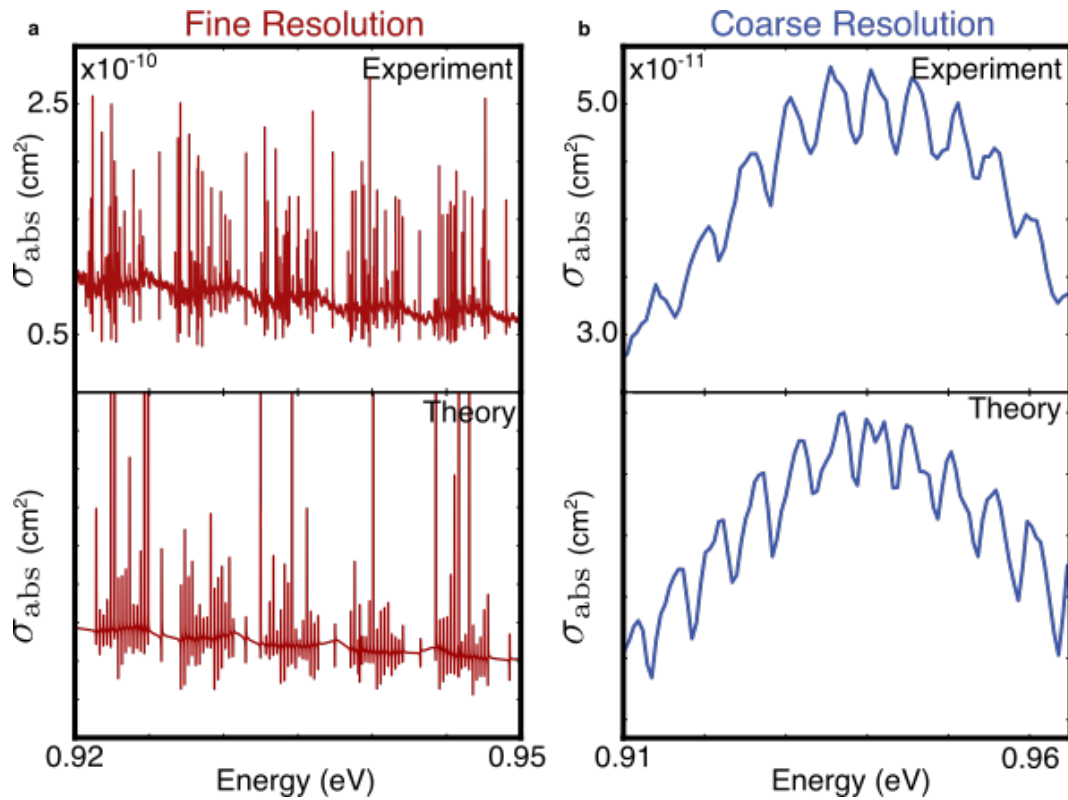 a Fine Resolution
x10⁻¹⁰ Experiment
2.5
σabs (cm²)
0.5
Theory
σabs (cm²)
0.92 0.95
Energy (eV)
b Coarse Resolution
x10⁻¹¹ Experiment
5.0
σabs (cm²)
3.0
Theory
σabs (cm²)
0.91 0.96
Energy (eV)